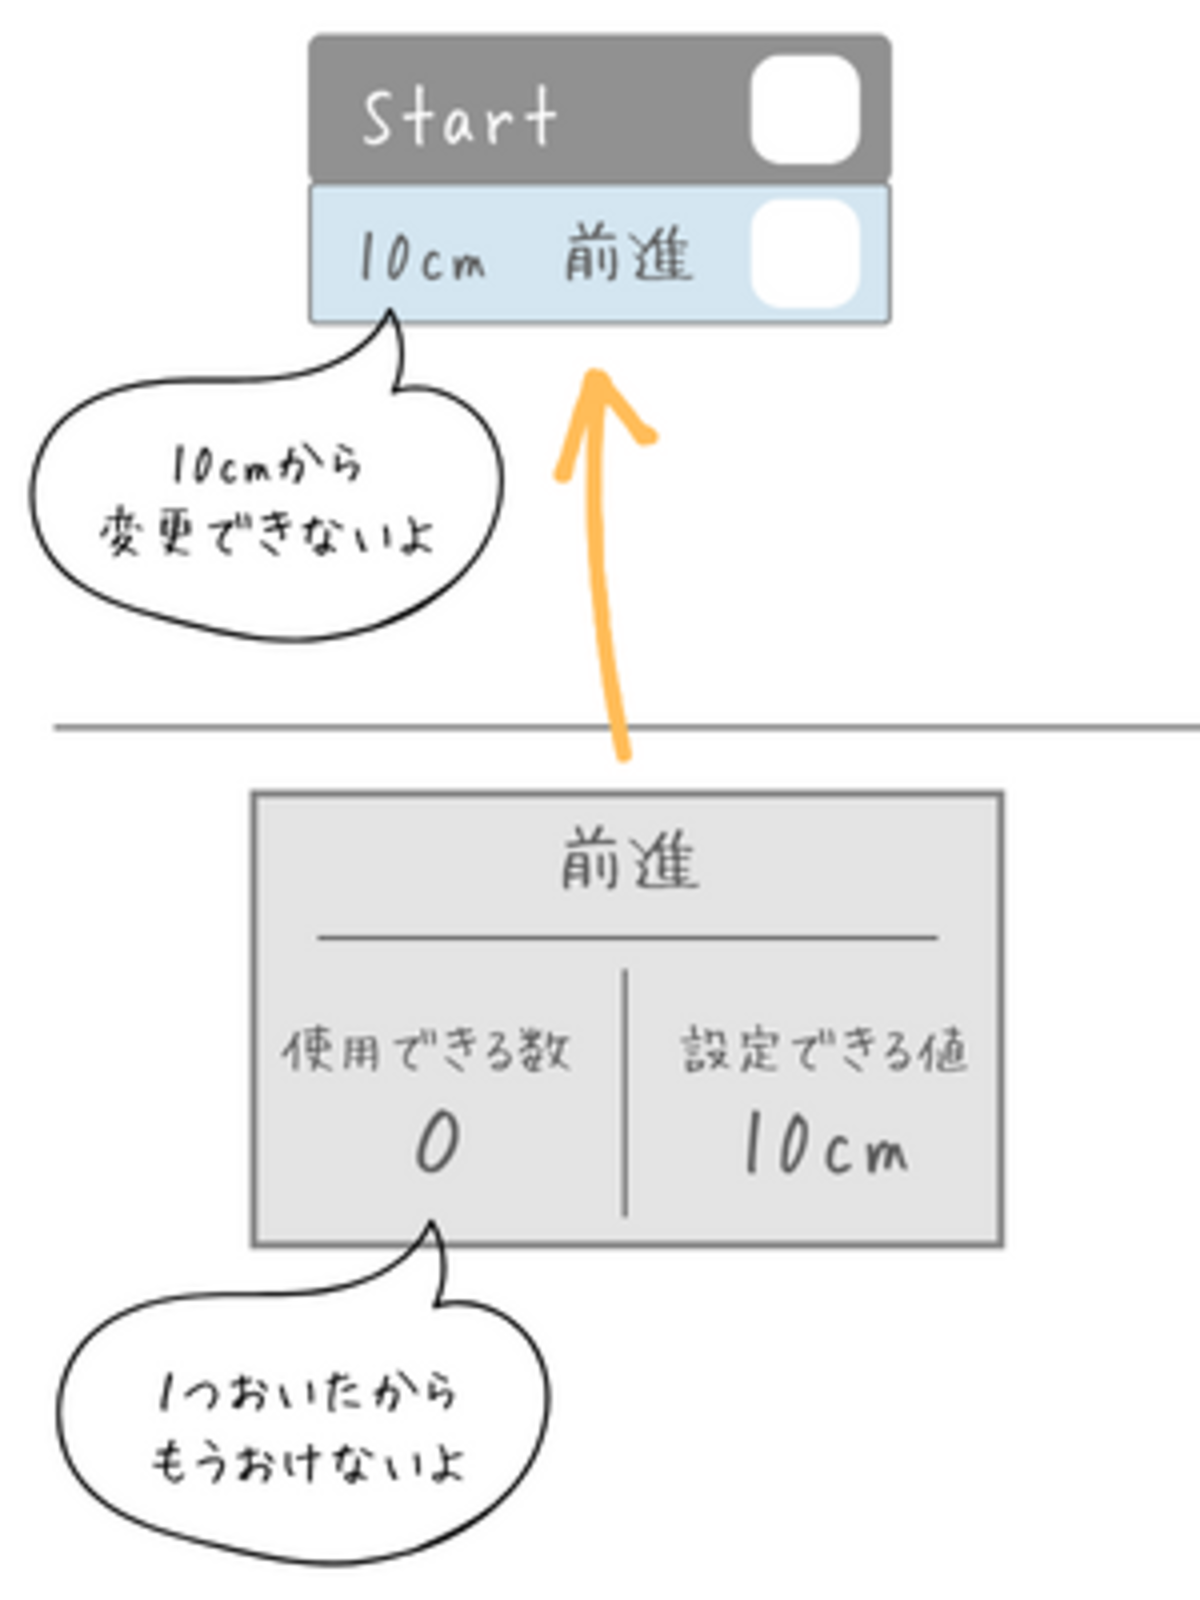 Start
10cm 前進
10cmから
変更できないよ
前進
使用できる数
0
設定できる値
10cm
1つおいたから
もうおけないよ